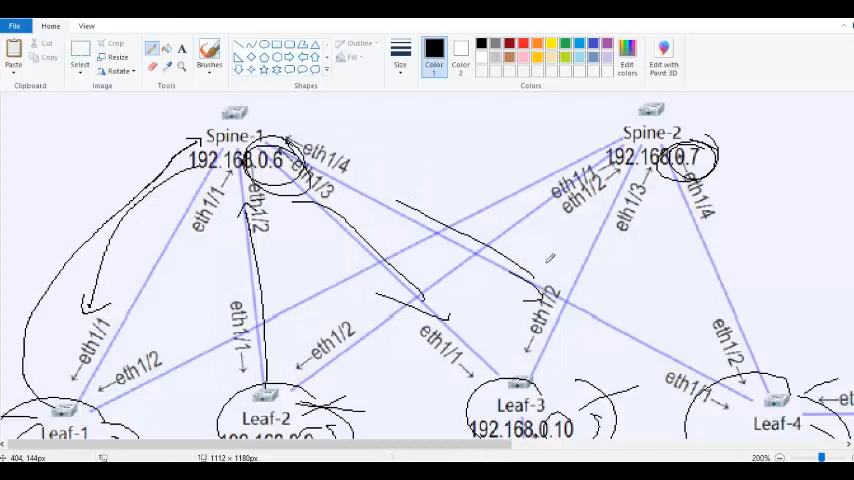 File Home View
Paste
Cut
Copy
Clipboard
Select
Crop
Resize
Rotate
Image
A
Tools
Brushes
Shapes
Outline
Fill
Size
Color
1
Color
2
Colors
Edit
colors
Edit with
Paint 3D
Spine-1
192.168.0.6
Spine-2
192.168.0.7
eth1/1
eth1/2
eth1/3
eth1/4
eth1/1
eth1/2
eth1/3
eth1/4
eth1/1
eth1/2
eth1/1
eth1/2
eth1/1
eth1/2
eth1/1
eth1/2
Leaf-1
Leaf-2
Leaf-3
192.168.0.10
Leaf-4
404, 144px
1112 × 1180px
200%